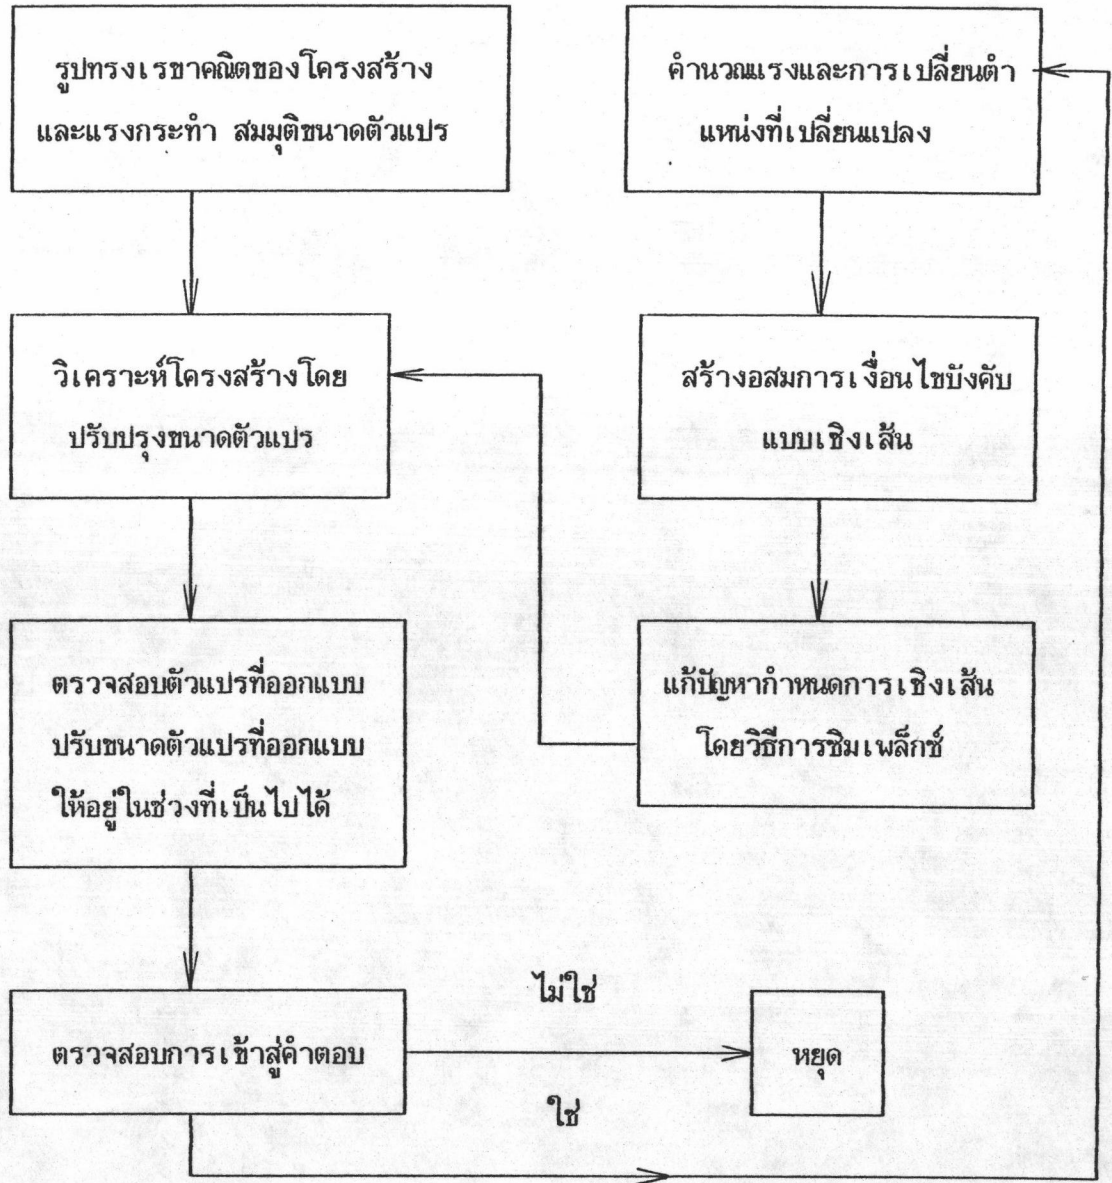 รูปทรงเรขาคณิตของโครงสร้าง
และแรงกระทำ สมมุติขนาดตัวแปร
วิเคราะห์โครงสร้างโดย
ปรับปรุงขนาดตัวแปร
ตรวจสอบตัวแปรที่ออกแบบ
ปรับขนาดตัวแปรที่ออกแบบ
ให้อยู่ในช่วงที่เป็นไปได้
ตรวจสอบการเข้าสู่คำตอบ
ไม่ใช่
หยุด
ใช่
คำนวณแรงและการเปลี่ยนตำ
แหน่งที่เปลี่ยนแปลง
สร้างอสมการเงื่อนไขบังคับ
แบบเชิงเส้น
แก้ปัญหากำหนดการเชิงเส้น
โดยวิธีการซิมเพล็กซ์